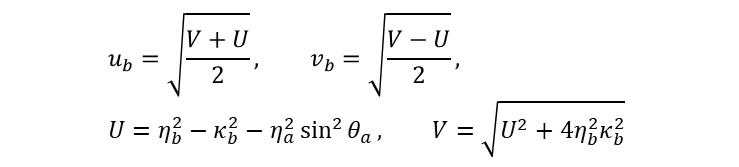 u_b = √((V + U)/2), v_b = √((V − U)/2),
U = η_b² − κ_b² − η_a² sin² θ_a, V = √(U² + 4η_b²κ_b²)